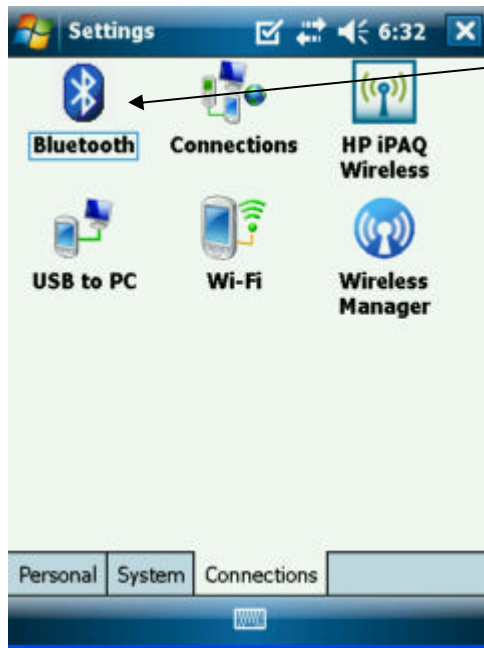 Settings 6:32
Bluetooth Connections HP iPAQ
Wireless
USB to PC Wi-Fi Wireless
Manager
Personal System Connections